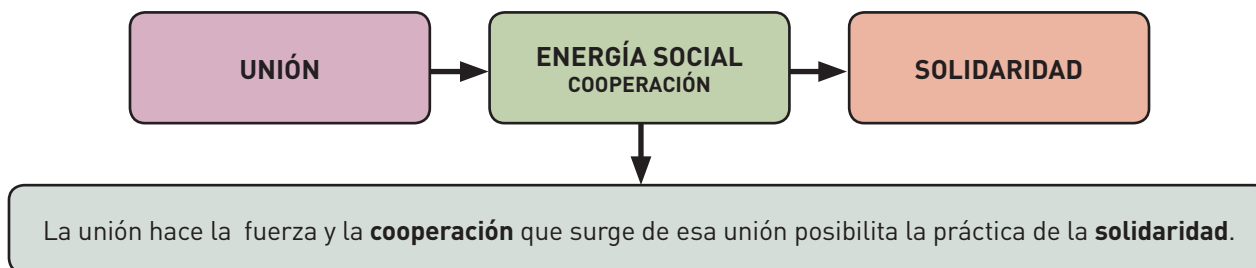 UNIÓN
ENERGÍA SOCIAL
COOPERACIÓN
SOLIDARIDAD
La unión hace la fuerza y la cooperación que surge de esa unión posibilita la práctica de la solidaridad.